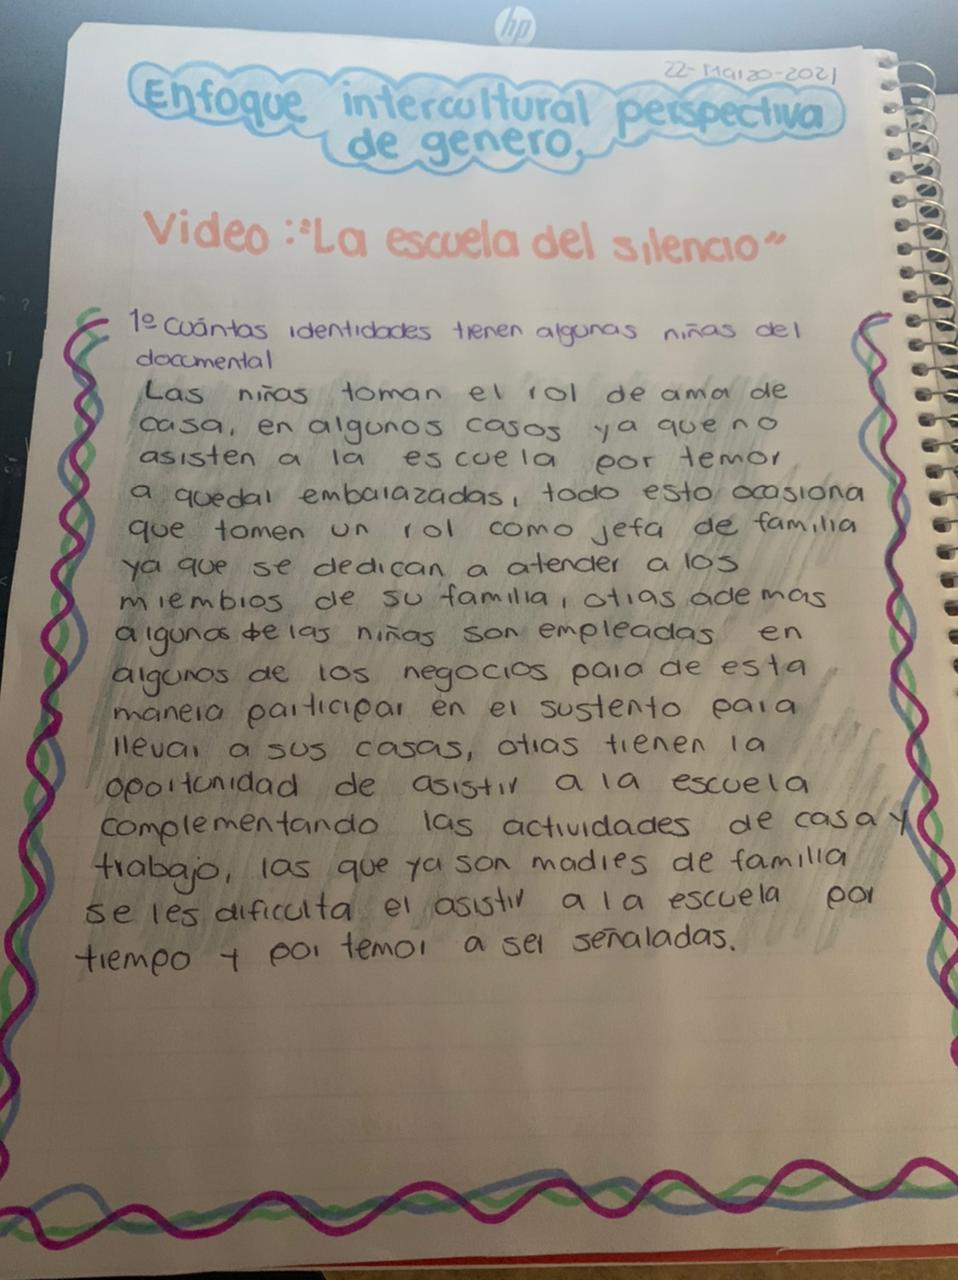 hp
22-Marzo-2021
Enfoque intercultural perspectiva
de genero.
Video: "La escuela del silencio"
1º cuántas identidades tienen algunas niñas del
documental
Las niñas toman el rol de ama de
casa, en algunos casos ya que no
asisten a la escuela por temor
a quedar embarazadas, todo esto ocasiona
que tomen un rol como jefa de familia
ya que se dedican a atender a los
miembros de su familia, otras ademas
algunas de las niñas son empleadas en
algunos de los negocios para de esta
manera participar en el sustento para
llevar a sus casas, otras tienen la
oportunidad de asistir a la escuela
complementando las actividades de casa y
trabajo, las que ya son madres de familia
se les dificulta el asistir a la escuela por
tiempo y por temor a ser señaladas.